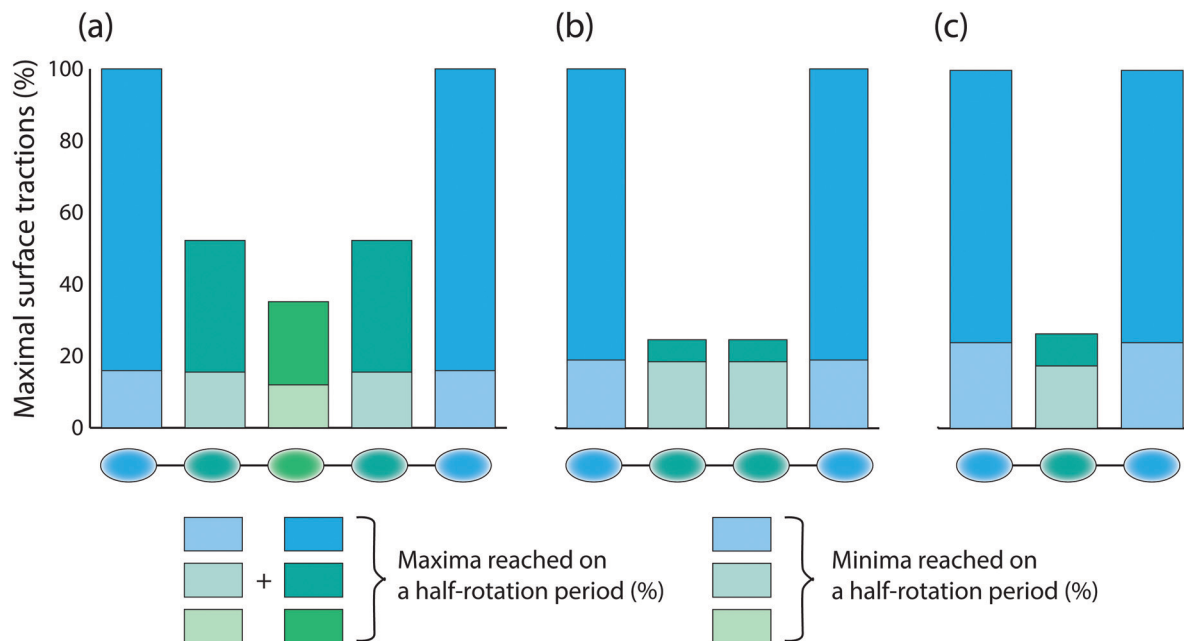 (a)
(b)
(c)
Maximal surface tractions (%)
100
80
60
40
20
0
+
Maxima reached on
a half-rotation period (%)
Minima reached on
a half-rotation period (%)